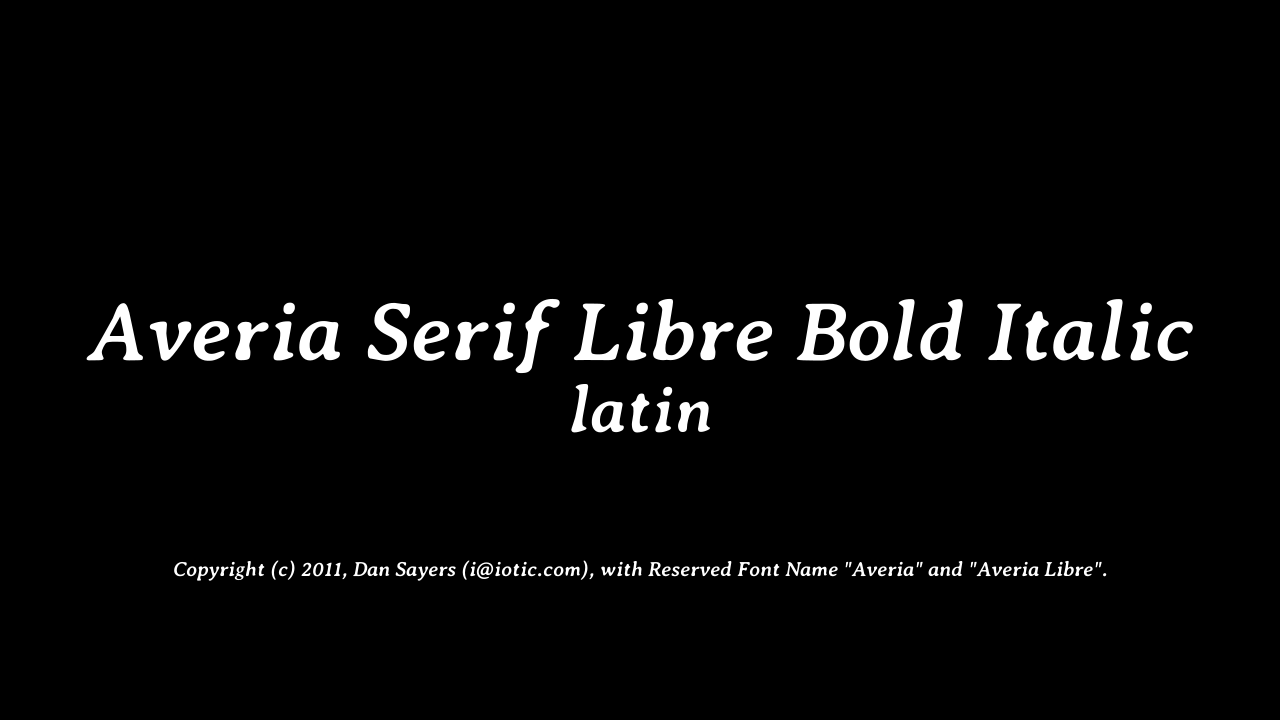 Averia Serif Libre Bold Italic
latin
Copyright (c) 2011, Dan Sayers (i@iotic.com), with Reserved Font Name "Averia" and "Averia Libre".